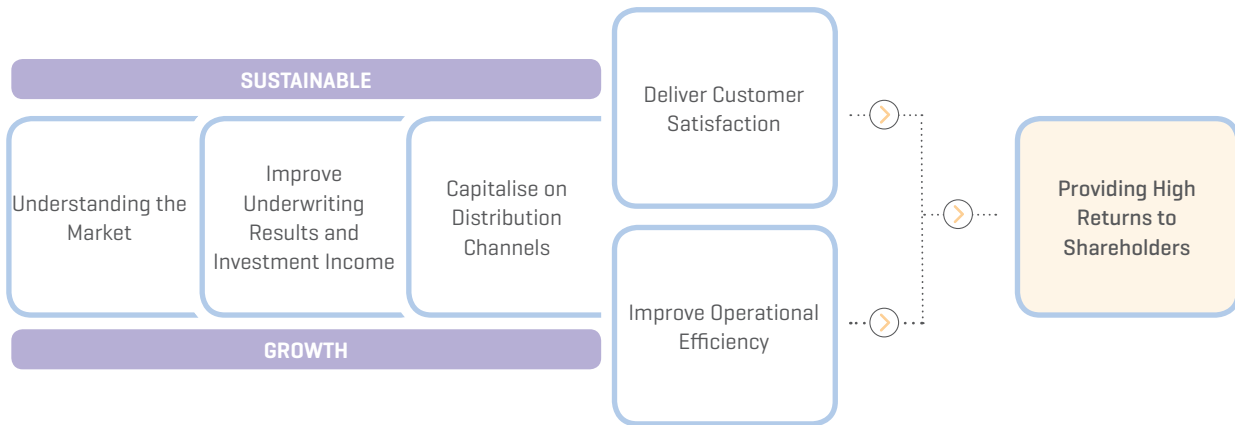 SUSTAINABLE
Understanding the
Market
Improve
Underwriting
Results and
Investment Income
Capitalise on
Distribution
Channels
GROWTH
Deliver Customer
Satisfaction
Improve Operational
Efficiency
Providing High
Returns to
Shareholders